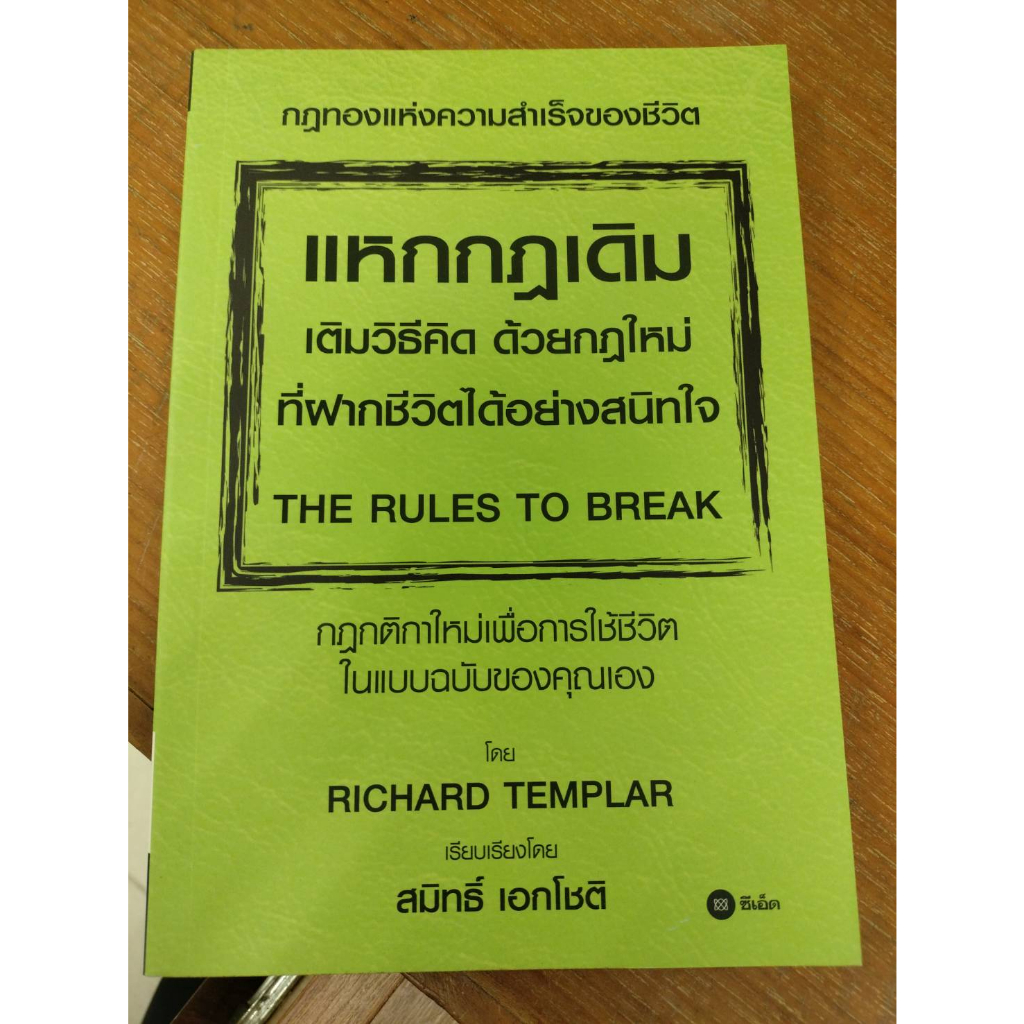 กฎทองแห่งความสำเร็จของชีวิต
แหกกฎเดิม
เติมวิธีคิด ด้วยกฎใหม่
ที่ฝากชีวิตได้อย่างสนิทใจ
THE RULES TO BREAK
กฎกติกาใหม่เพื่อการใช้ชีวิต
ในแบบฉบับของคุณเอง
โดย
RICHARD TEMPLAR
เรียบเรียงโดย
สมิทธิ์ เอกโชติ
ซีเอ็ด